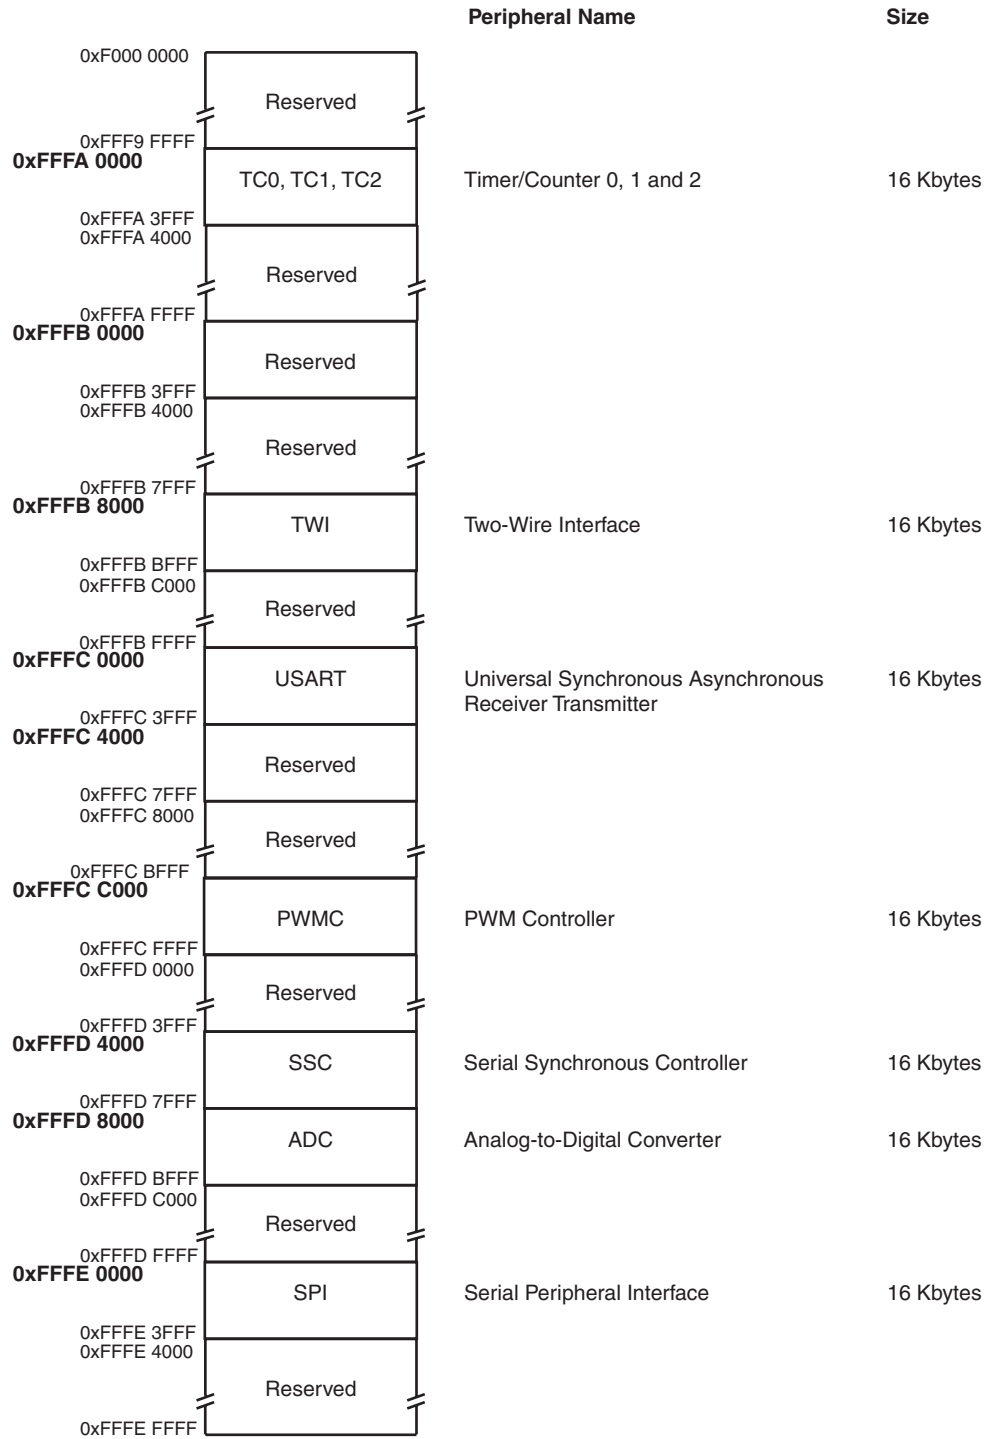 Peripheral Name Size
0xF000 0000
Reserved
0xFFF9 FFFF
0xFFFA 0000
TC0, TC1, TC2 Timer/Counter 0, 1 and 2 16 Kbytes
0xFFFA 3FFF
0xFFFA 4000
Reserved
0xFFFA FFFF
0xFFFB 0000
Reserved
0xFFFB 3FFF
0xFFFB 4000
Reserved
0xFFFB 7FFF
0xFFFB 8000
TWI Two-Wire Interface 16 Kbytes
0xFFFB BFFF
0xFFFB C000
Reserved
0xFFFB FFFF
0xFFFC 0000
USART Universal Synchronous Asynchronous 16 Kbytes
Receiver Transmitter
0xFFFC 3FFF
0xFFFC 4000
Reserved
0xFFFC 7FFF
0xFFFC 8000
Reserved
0xFFFC BFFF
0xFFFC C000
PWMC PWM Controller 16 Kbytes
0xFFFC FFFF
0xFFFD 0000
Reserved
0xFFFD 3FFF
0xFFFD 4000
SSC Serial Synchronous Controller 16 Kbytes
0xFFFD 7FFF
0xFFFD 8000
ADC Analog-to-Digital Converter 16 Kbytes
0xFFFD BFFF
0xFFFD C000
Reserved
0xFFFD FFFF
0xFFFE 0000
SPI Serial Peripheral Interface 16 Kbytes
0xFFFE 3FFF
0xFFFE 4000
Reserved
0xFFFE FFFF